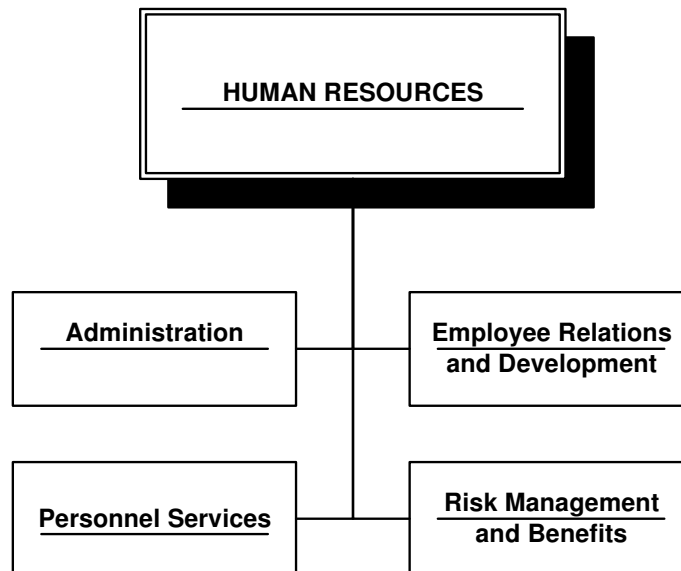 HUMAN RESOURCES
Administration
Employee Relations
and Development
Personnel Services
Risk Management
and Benefits